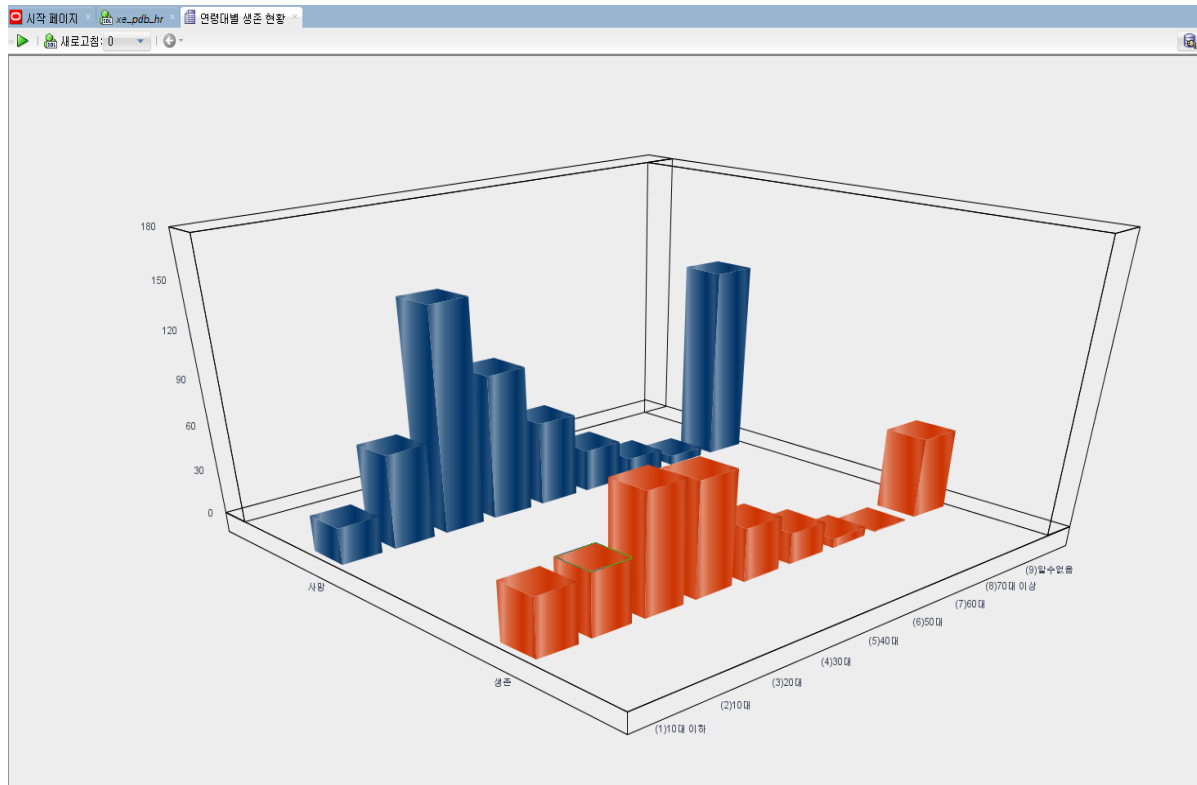 시작 페이지
xe_pdb_hr
연령대별 생존 현황
새로고침: 0
180
150
120
90
60
30
0
사망
생존
(1)10대 이하
(2)10대
(3)20대
(4)30대
(5)40대
(6)50대
(7)60대
(8)70대 이상
(9)알수없음